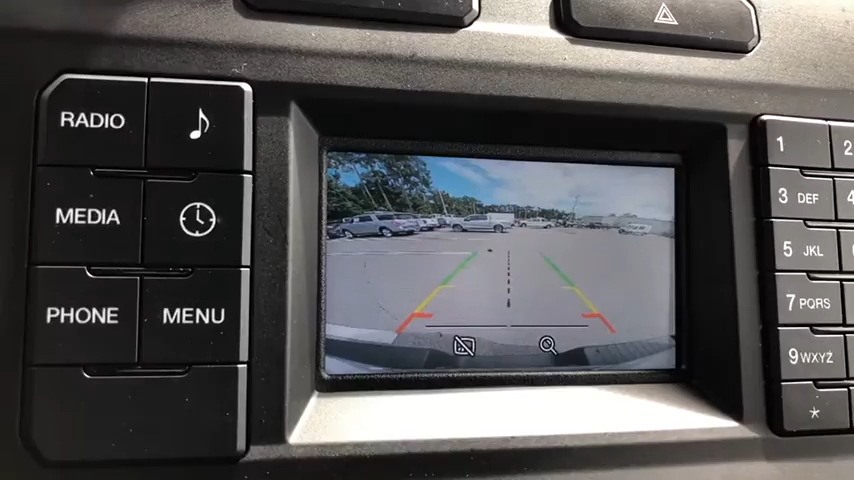 RADIO
MEDIA
PHONE
MENU
1
2
3 DEF
4
5 JKL
7 PQRS
9 WXYZ
*